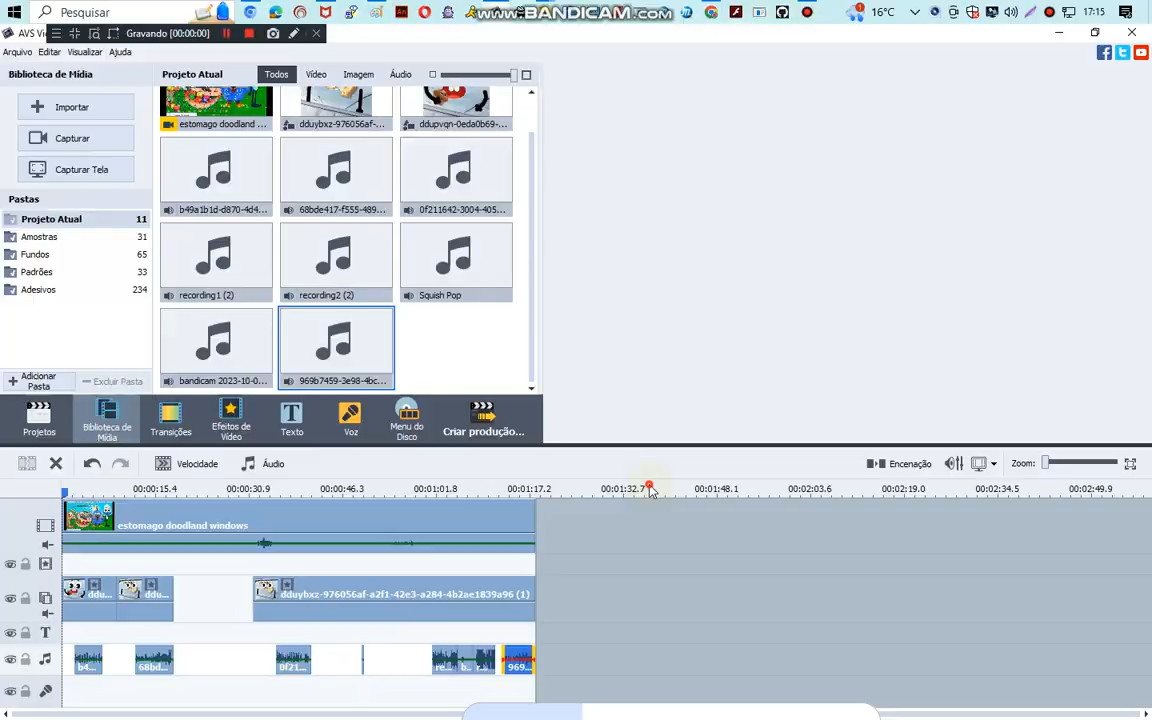 Pesquisar
www.BANDICAM.com
16°C
17:15
AVS Vi
Gravando [00:00:00]
Arquivo Editar Visualizar Ajuda
Biblioteca de Mídia
Projeto Atual
Todos
Vídeo
Imagem
Áudio
Importar
Capturar
Capturar Tela
Pastas
Projeto Atual 11
Amostras 31
Fundos 65
Padrões 33
Adesivos 234
estomago doodland ...
dduybxz-976056af-...
ddupvqn-0eda0b69-...
b49a1b1d-d870-4d4...
68bde417-f555-489...
0f211642-3004-405...
recording1 (2)
recording2 (2)
Squish Pop
bandicam 2023-10-0...
969b7459-3e98-4bc...
Adicionar Pasta
Excluir Pasta
Projetos
Biblioteca de Mídia
Transições
Efeitos de Vídeo
Texto
Voz
Menu do Disco
Criar produção...
Velocidade
Áudio
Encenação
Zoom:
00:00:15.4 00:00:30.9 00:00:46.3 00:01:01.8 00:01:17.2 00:01:32.7 00:01:48.1 00:02:03.6 00:02:19.0 00:02:34.5 00:02:49.9
estomago doodland windows
ddu...
ddu...
dduybxz-976056af-a2f1-42e3-a284-4b2ae1839a96 (1)
T
b4...
68bd...
0f21...
re...
b..
r...
969...